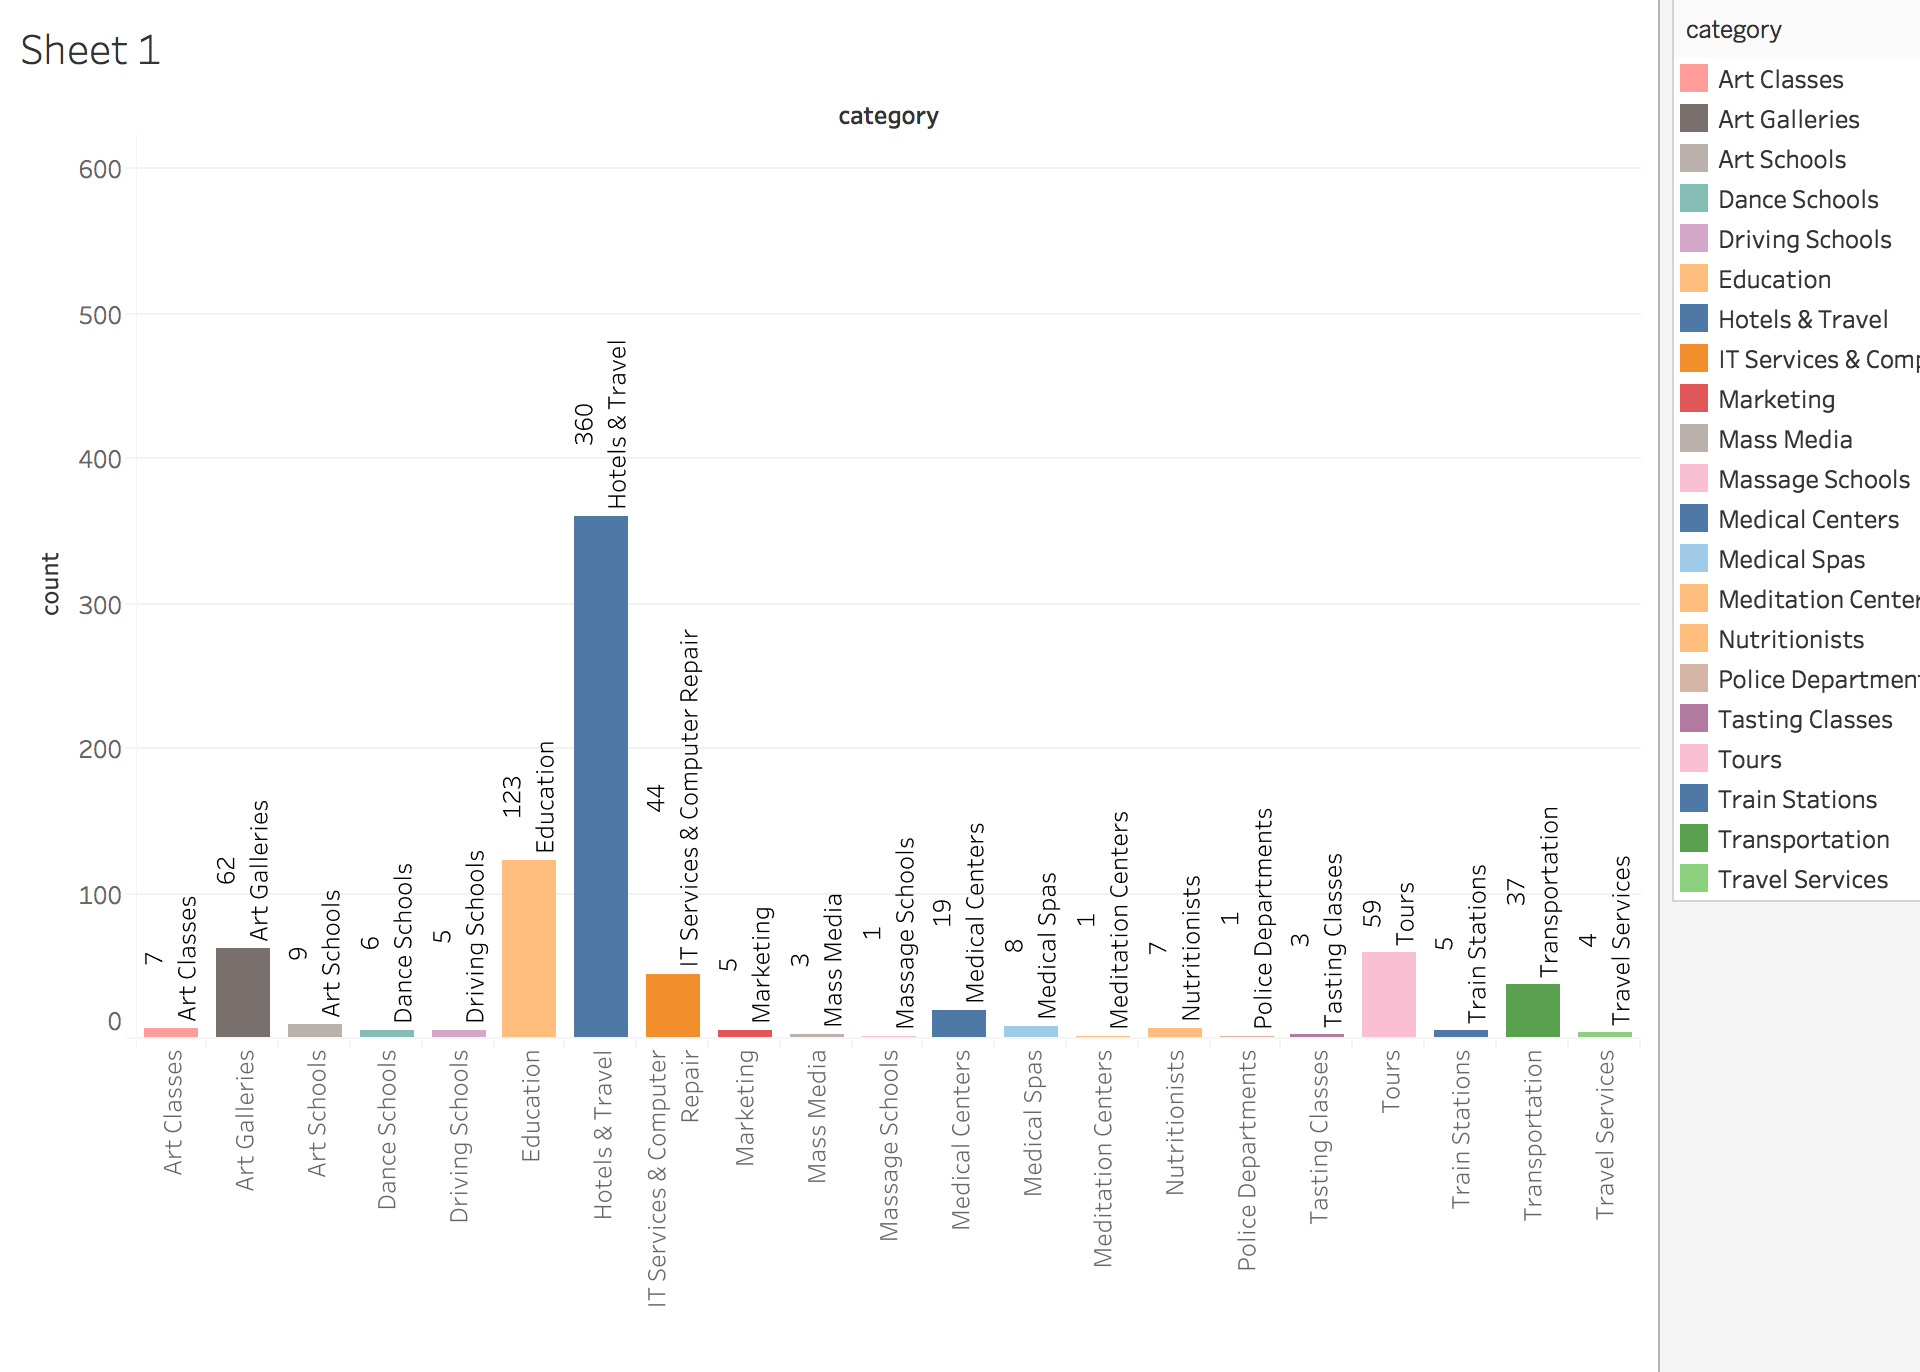 Sheet 1
category
600
500
400
300
200
100
0
count
7
Art Classes
62
Art Galleries
9
Art Schools
6
Dance Schools
5
Driving Schools
123
Education
360
Hotels & Travel
44
IT Services & Computer Repair
5
Marketing
3
Mass Media
1
Massage Schools
19
Medical Centers
8
Medical Spas
1
Meditation Centers
7
Nutritionists
1
Police Departments
3
Tasting Classes
59
Tours
5
Train Stations
37
Transportation
4
Travel Services
Art Classes
Art Galleries
Art Schools
Dance Schools
Driving Schools
Education
Hotels & Travel
IT Services & Computer
Repair
Marketing
Mass Media
Massage Schools
Medical Centers
Medical Spas
Meditation Centers
Nutritionists
Police Departments
Tasting Classes
Tours
Train Stations
Transportation
Travel Services
category
Art Classes
Art Galleries
Art Schools
Dance Schools
Driving Schools
Education
Hotels & Travel
IT Services & Comp
Marketing
Mass Media
Massage Schools
Medical Centers
Medical Spas
Meditation Center
Nutritionists
Police Department
Tasting Classes
Tours
Train Stations
Transportation
Travel Services